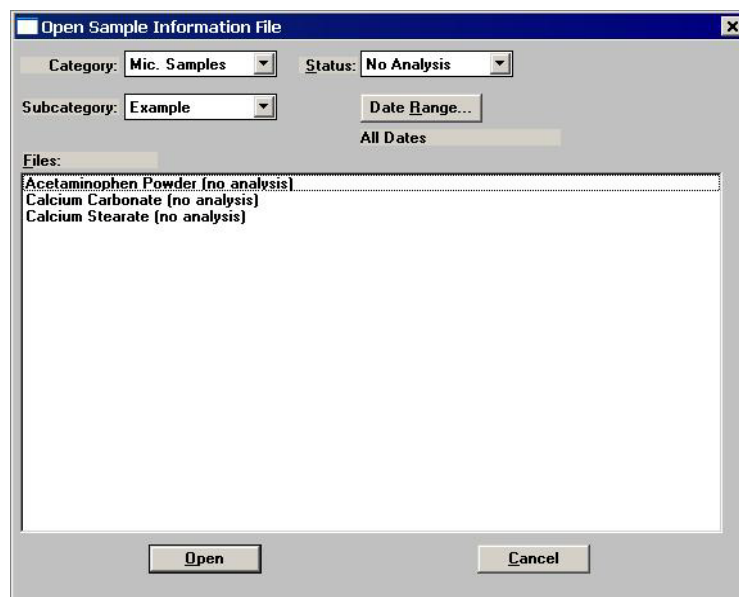 Open Sample Information File
Category: Mic. Samples Status: No Analysis
Subcategory: Example Date Range...
All Dates
Files:
Acetaminophen Powder (no analysis)
Calcium Carbonate (no analysis)
Calcium Stearate (no analysis)
Open Cancel